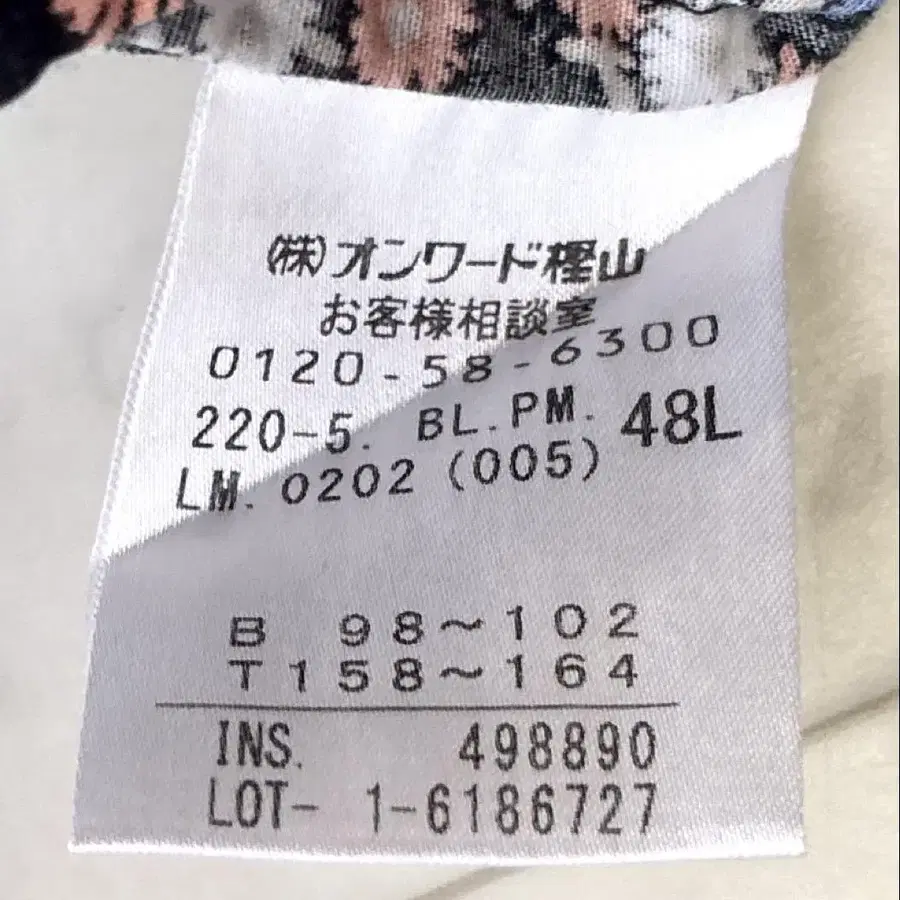 ㈱オンワード樫山
お客様相談室
0120-58-6300
220-5. BL.PM. 48L
LM. 0202 (005)
B 98~102
T 158~164
INS. 498890
LOT- 1-6186727